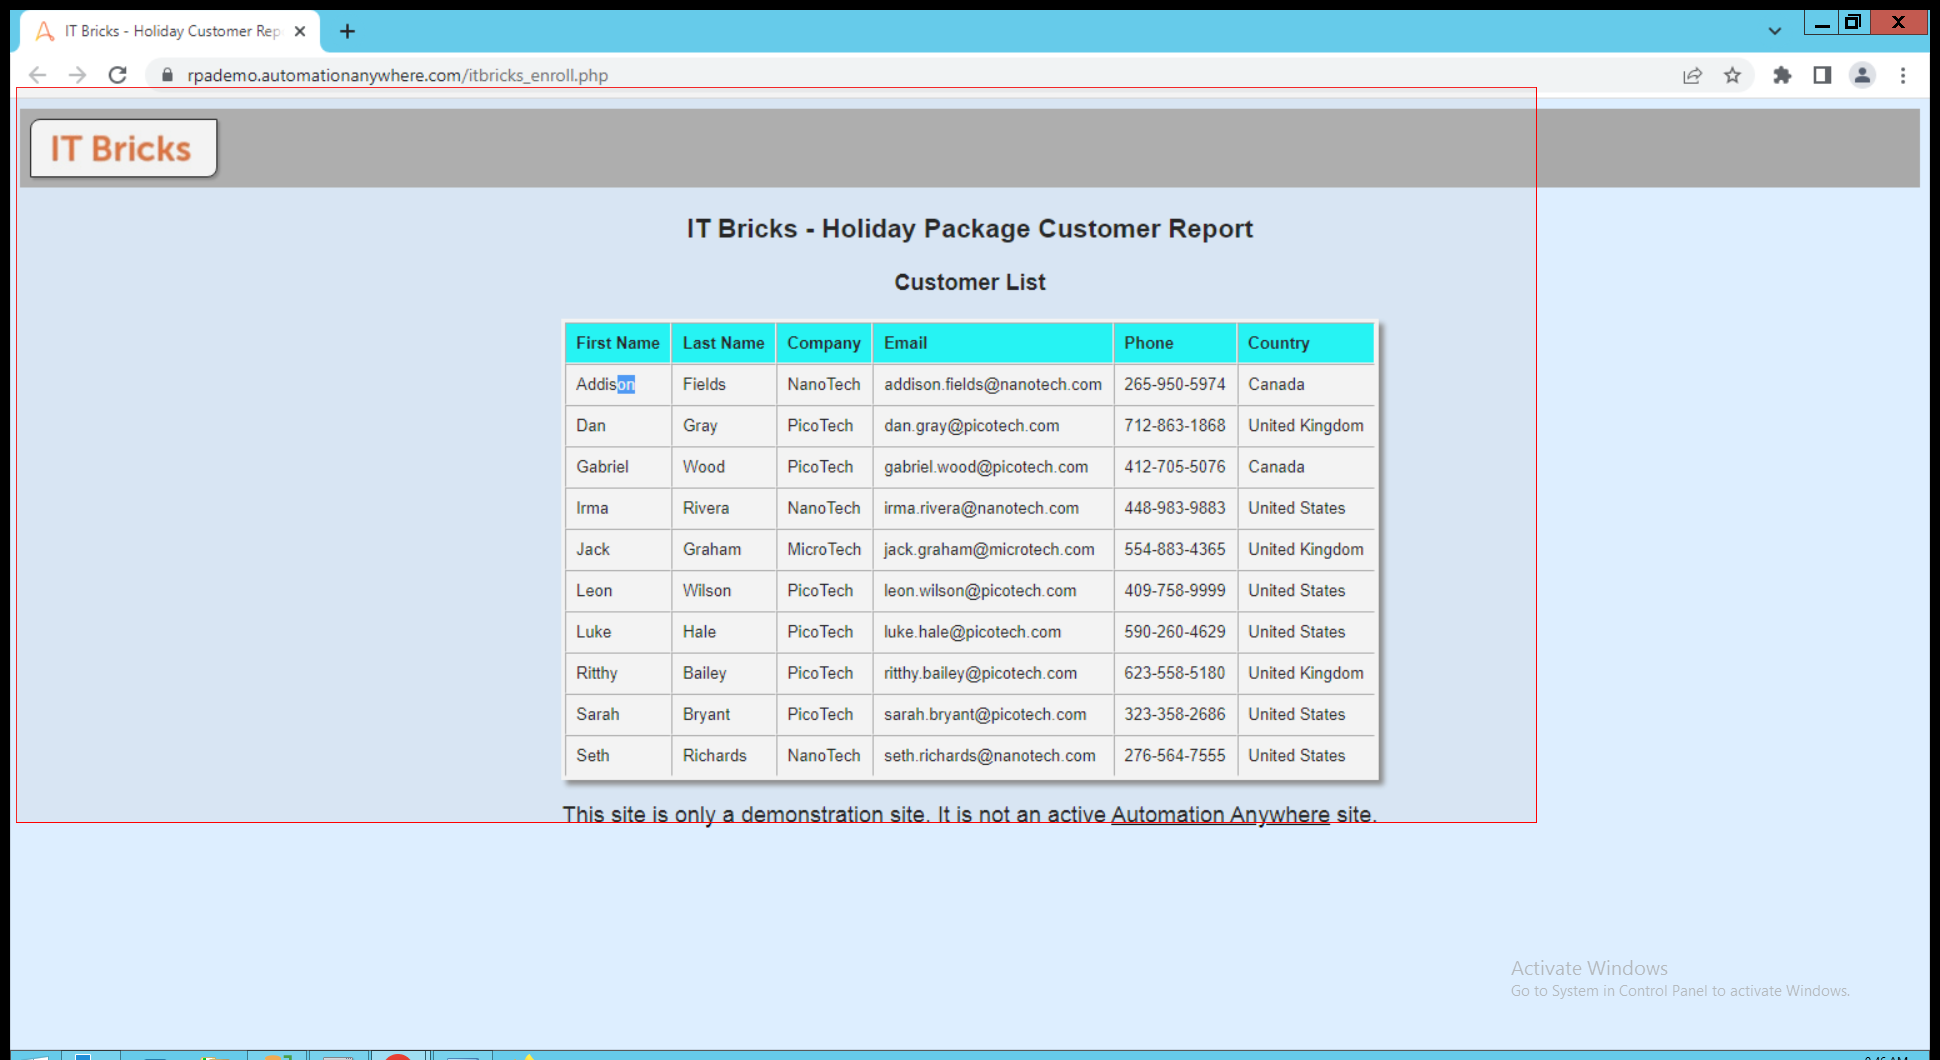 IT Bricks - Holiday Customer Rep
rpademo.automationanywhere.com/itbricks_enroll.php
IT Bricks
IT Bricks - Holiday Package Customer Report
Customer List
First Name Last Name Company Email Phone Country
Addison Fields NanoTech addison.fields@nanotech.com 265-950-5974 Canada
Dan Gray PicoTech dan.gray@picotech.com 712-863-1868 United Kingdom
Gabriel Wood PicoTech gabriel.wood@picotech.com 412-705-5076 Canada
Irma Rivera NanoTech irma.rivera@nanotech.com 448-983-9883 United States
Jack Graham MicroTech jack.graham@microtech.com 554-883-4365 United Kingdom
Leon Wilson PicoTech leon.wilson@picotech.com 409-758-9999 United States
Luke Hale PicoTech luke.hale@picotech.com 590-260-4629 United States
Ritthy Bailey PicoTech ritthy.bailey@picotech.com 623-558-5180 United Kingdom
Sarah Bryant PicoTech sarah.bryant@picotech.com 323-358-2686 United States
Seth Richards NanoTech seth.richards@nanotech.com 276-564-7555 United States
This site is only a demonstration site. It is not an active Automation Anywhere site.
Activate Windows
Go to System in Control Panel to activate Windows.